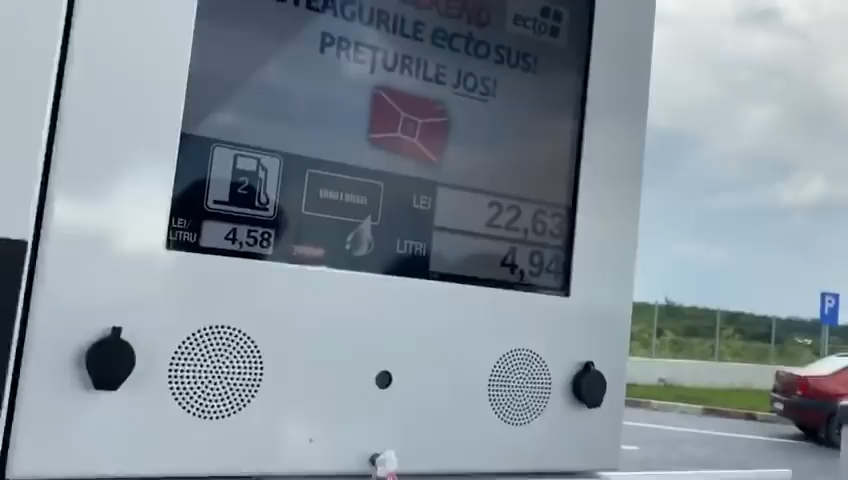 ecto
STEAGURILE ecto SUS!
PREȚURILE JOS!
2
LEI
22,63
LEI/
LITRU
4,58
LITRI
4,94
P